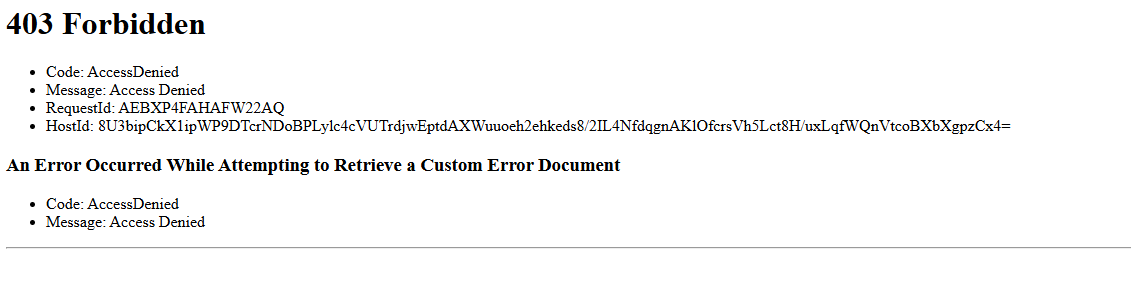 403 Forbidden
Code: AccessDenied
Message: Access Denied
RequestId: AEBXP4FAHAFW22AQ
HostId: 8U3bipCkX1ipWP9DTcrNDoBPLylc4cVUTrdjwEptdAXWuuoeh2ehkeds8/2IL4NfdqgnAKlOfcrsVh5Lct8H/uxLqfWQnVtcoBXbXgpzCx4=
An Error Occurred While Attempting to Retrieve a Custom Error Document
Code: AccessDenied
Message: Access Denied